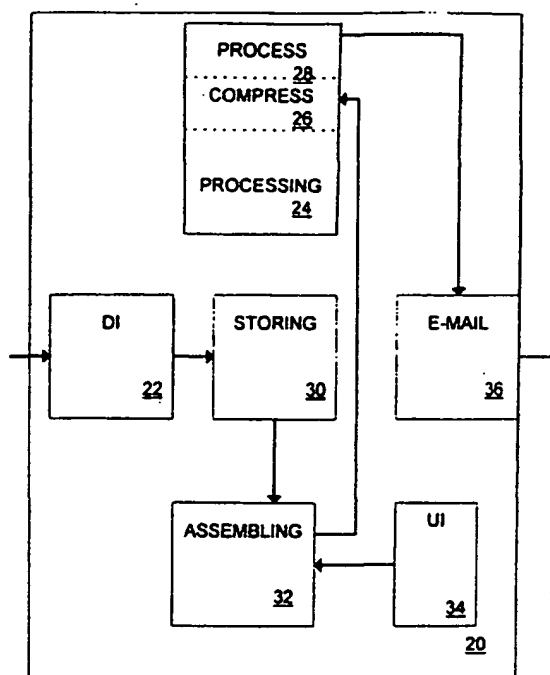 PROCESS
28
COMPRESS
26
PROCESSING
24
DI
22
STORING
30
E-MAIL
36
ASSEMBLING
32
UI
34
20